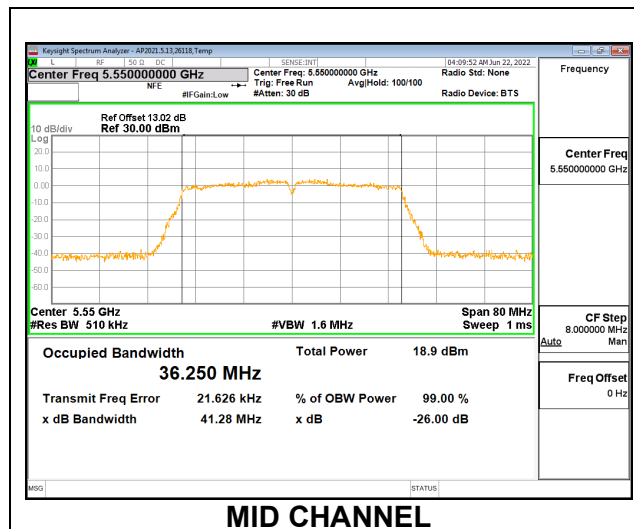 Keysight Spectrum Analyzer - AP2021.5.13,26118,Temp
LXI L RF 50 Ω DC SENSE:INT 04:09:52 AM Jun 22, 2022
Center Freq 5.550000000 GHz
Center Freq: 5.550000000 GHz Radio Std: None
NFE Trig: Free Run Avg|Hold: 100/100
#IFGain:Low #Atten: 30 dB Radio Device: BTS
Frequency
Ref Offset 13.02 dB
10 dB/div Ref 30.00 dBm
Log
20.0
10.0
0.00
-10.0
-20.0
-30.0
-40.0
-50.0
-60.0
Center Freq
5.550000000 GHz
Center 5.55 GHz Span 80 MHz
#Res BW 510 kHz #VBW 1.6 MHz Sweep 1 ms
CF Step
8.000000 MHz
Auto Man
Occupied Bandwidth Total Power 18.9 dBm
36.250 MHz
Transmit Freq Error 21.626 kHz % of OBW Power 99.00 %
x dB Bandwidth 41.28 MHz x dB -26.00 dB
Freq Offset
0 Hz
MSG STATUS
MID CHANNEL